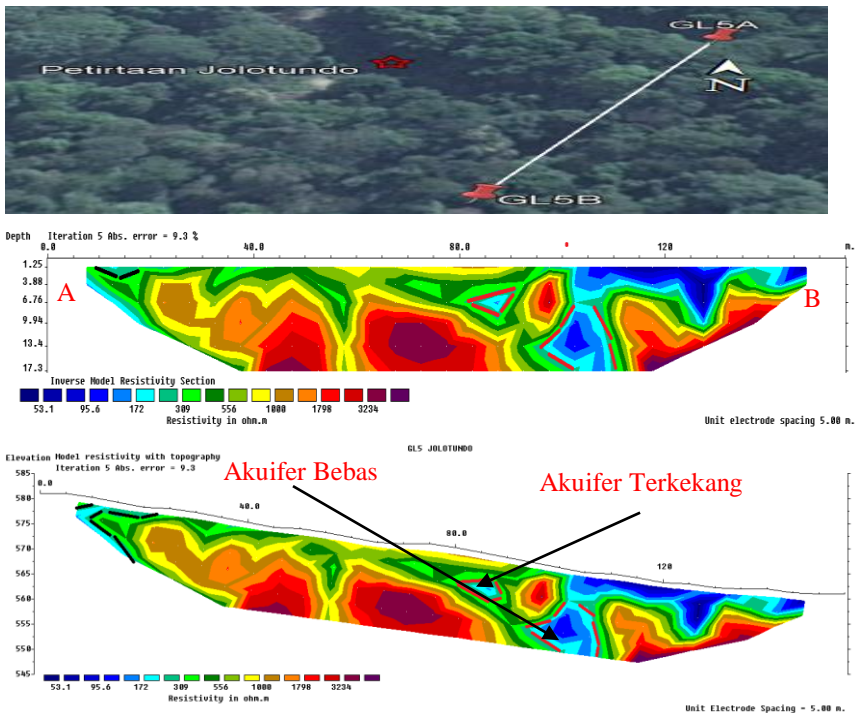 GL5A
Petirtaan Jolotundo
N
GL5B
Depth Iteration 5 Abs. error = 9.3 %
0.0 40.0 80.0 120 m.
1.25
3.88
6.76
9.94
13.4
17.3
A
B
Inverse Model Resistivity Section
53.1 95.6 172 309 556 1000 1798 3234
Resistivity in ohm.m
Unit electrode spacing 5.00 m.
GL5 JOLOTUNDO
Elevation Model resistivity with topography
Iteration 5 Abs. error = 9.3
Akuifer Bebas
Akuifer Terkekang
585
580
575
570
565
560
555
550
545
0.0
40.0
80.0
120
53.1 95.6 172 309 556 1000 1798 3234
Resistivity in ohm.m
Unit Electrode Spacing = 5.00 m.